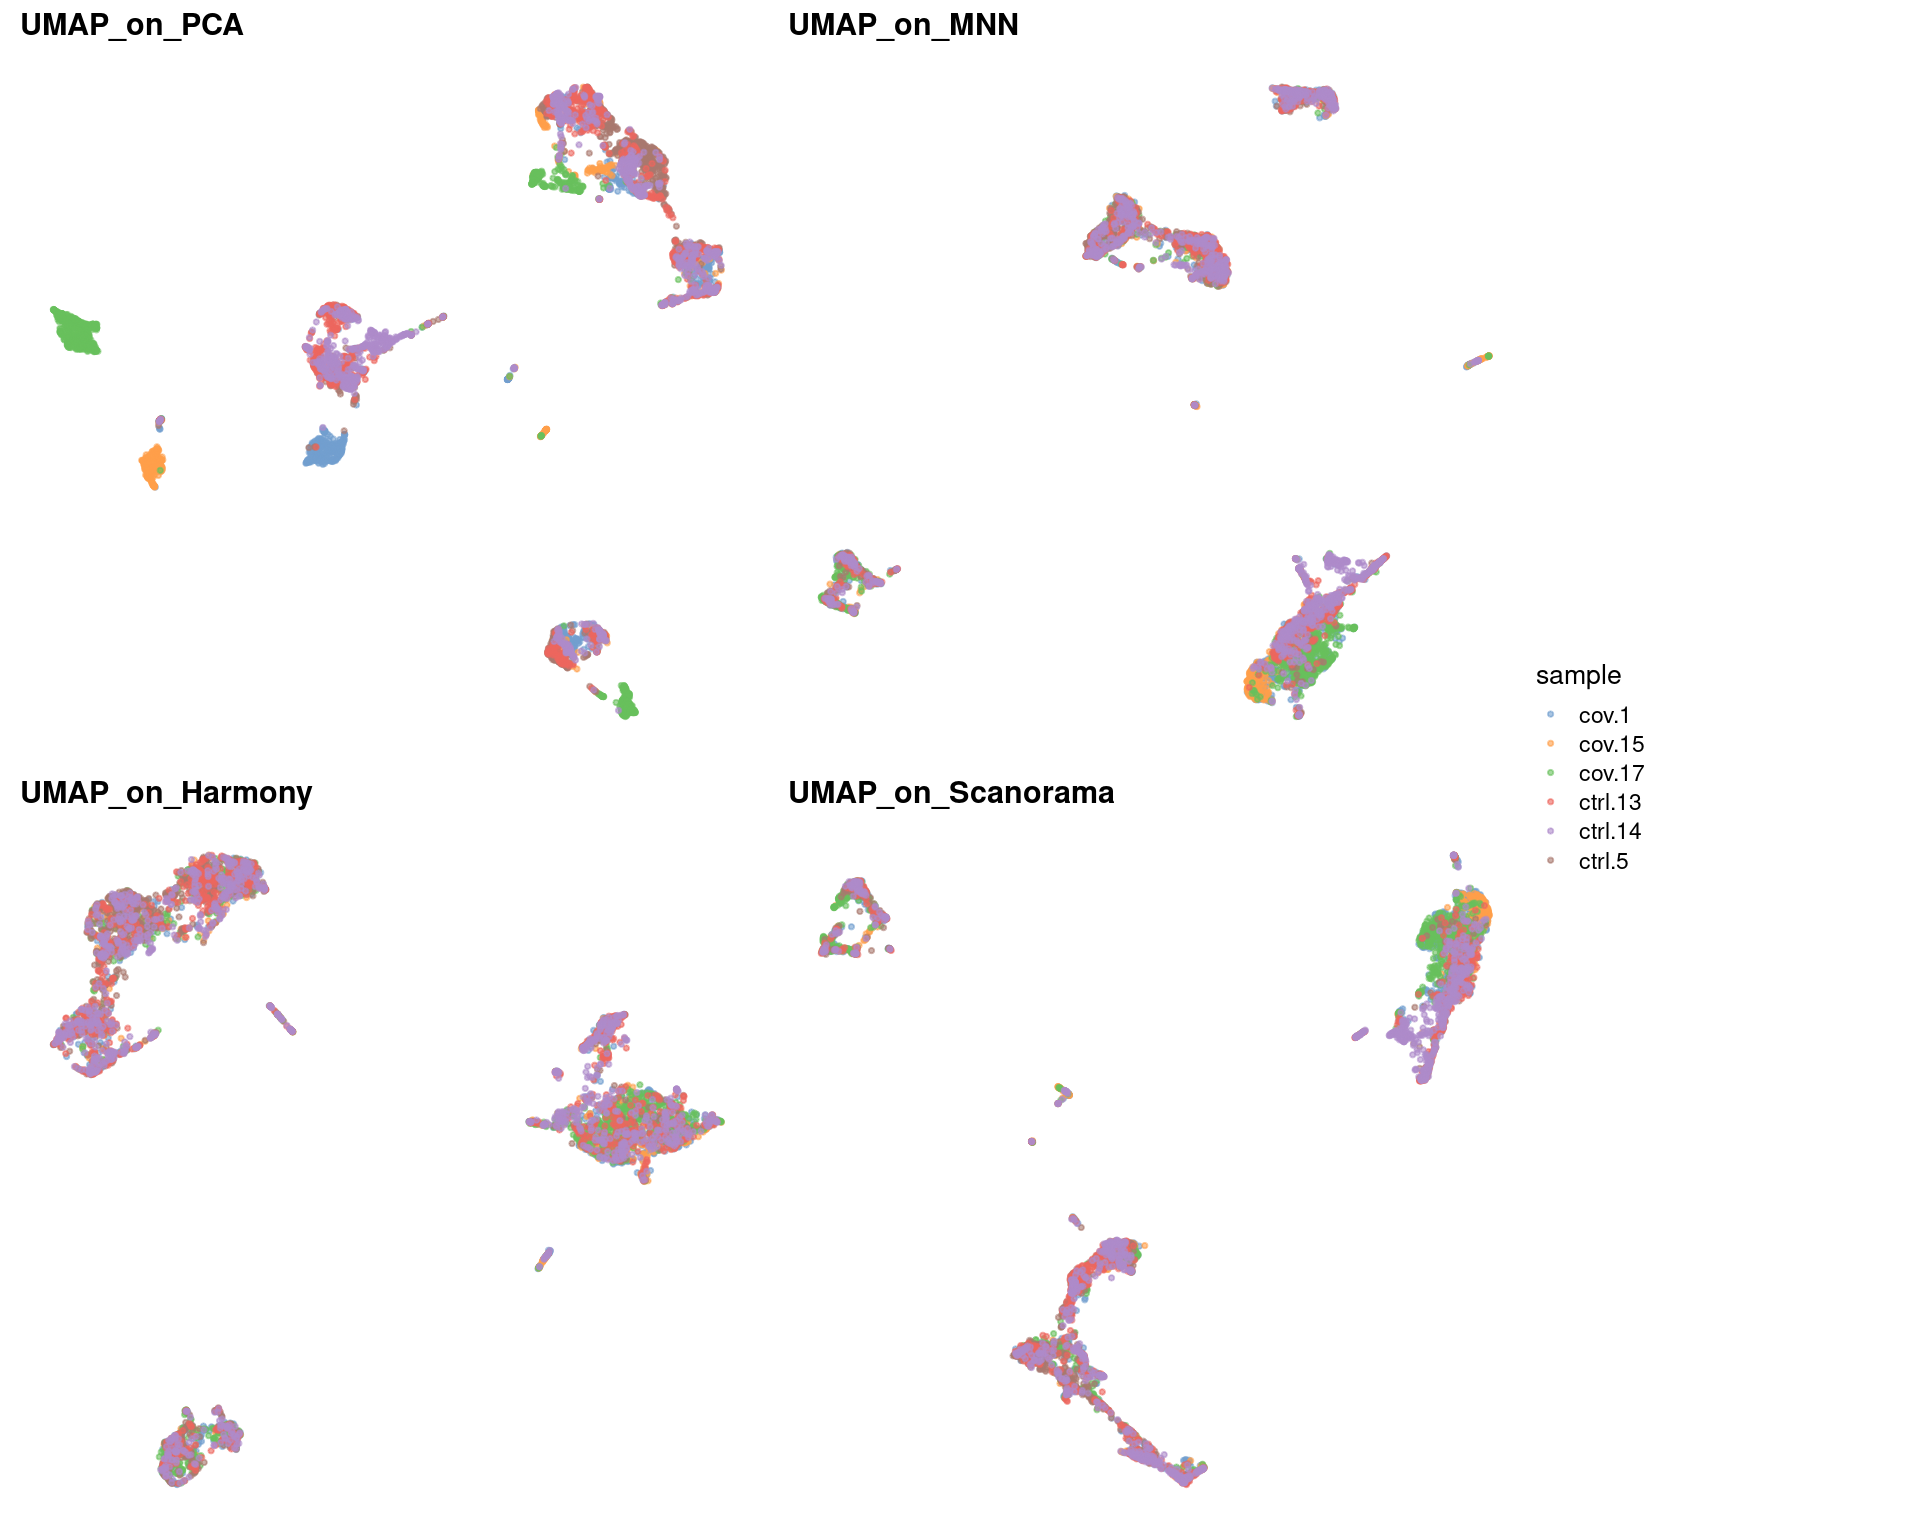 UMAP_on_PCA
UMAP_on_MNN
UMAP_on_Harmony
UMAP_on_Scanorama
sample
cov.1
cov.15
cov.17
ctrl.13
ctrl.14
ctrl.5